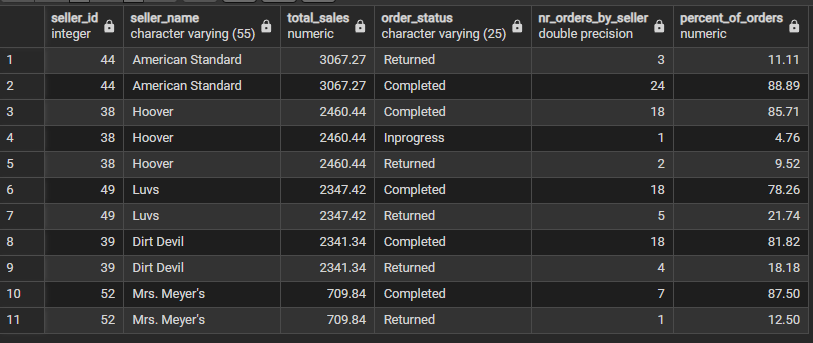 seller_id seller_name total_sales order_status nr_orders_by_seller percent_of_orders
integer character varying (55) numeric character varying (25) double precision numeric
1 44 American Standard 3067.27 Returned 3 11.11
2 44 American Standard 3067.27 Completed 24 88.89
3 38 Hoover 2460.44 Completed 18 85.71
4 38 Hoover 2460.44 Inprogress 1 4.76
5 38 Hoover 2460.44 Returned 2 9.52
6 49 Luvs 2347.42 Completed 18 78.26
7 49 Luvs 2347.42 Returned 5 21.74
8 39 Dirt Devil 2341.34 Completed 18 81.82
9 39 Dirt Devil 2341.34 Returned 4 18.18
10 52 Mrs. Meyer's 709.84 Completed 7 87.50
11 52 Mrs. Meyer's 709.84 Returned 1 12.50